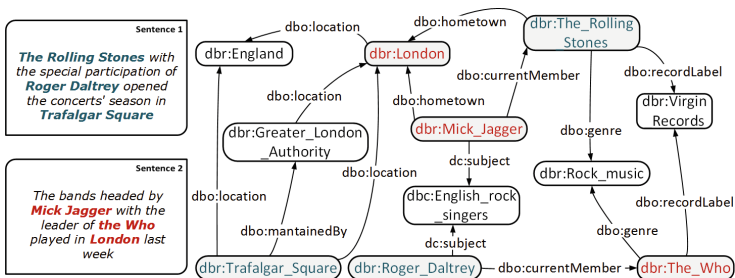 Sentence 1
The Rolling Stones with
the special participation of
Roger Daltrey opened
the concerts' season in
Trafalgar Square
Sentence 2
The bands headed by
Mick Jagger with the
leader of the Who
played in London last
week
dbo:location
dbo:hometown
dbr:The_Rolling
Stones
dbr:England
dbr:London
dbo:currentMember
dbo:recordLabel
dbo:location
dbo:hometown
dbr:Virgin
Records
dbr:Greater_London
_Authority
dbr:Mick_Jagger
dbo:genre
dc:subject
dbo:location
dbr:Rock_music
dbo:location
dbc:English_rock
_singers
dbo:recordLabel
dbo:mantainedBy
dbo:genre
dc:subject
dbr:Trafalgar_Square
dbr:Roger_Daltrey
dbo:currentMember
dbr:The_Who